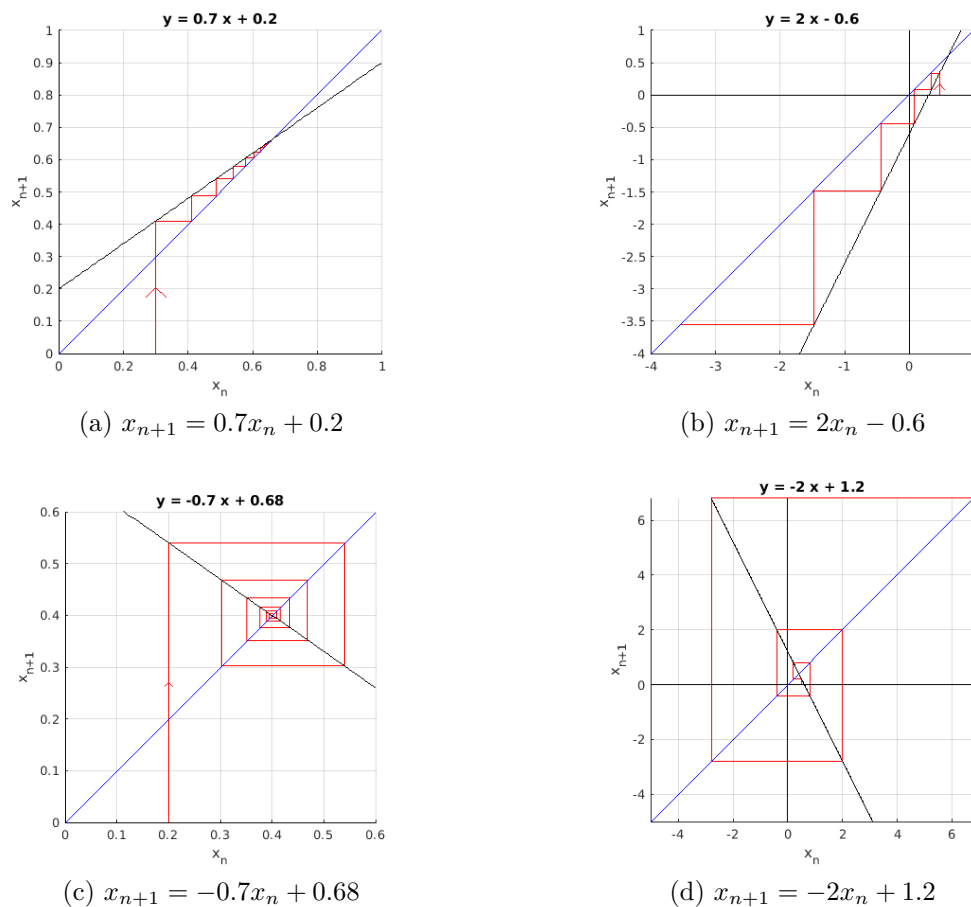 y = 0.7 x + 0.2
1
0.9
0.8
0.7
0.6
0.5
0.4
0.3
0.2
0.1
0
x_{n+1}
0 0.2 0.4 0.6 0.8 1
x_n
(a) x_{n+1} = 0.7x_n + 0.2
y = 2 x - 0.6
1
0.5
0
-0.5
-1
-1.5
-2
-2.5
-3
-3.5
-4
x_{n+1}
-4 -3 -2 -1 0
x_n
(b) x_{n+1} = 2x_n − 0.6
y = -0.7 x + 0.68
0.6
0.5
0.4
0.3
0.2
0.1
0
x_{n+1}
0 0.1 0.2 0.3 0.4 0.5 0.6
x_n
(c) x_{n+1} = −0.7x_n + 0.68
y = -2 x + 1.2
6
4
2
0
-2
-4
x_{n+1}
-4 -2 0 2 4 6
x_n
(d) x_{n+1} = −2x_n + 1.2